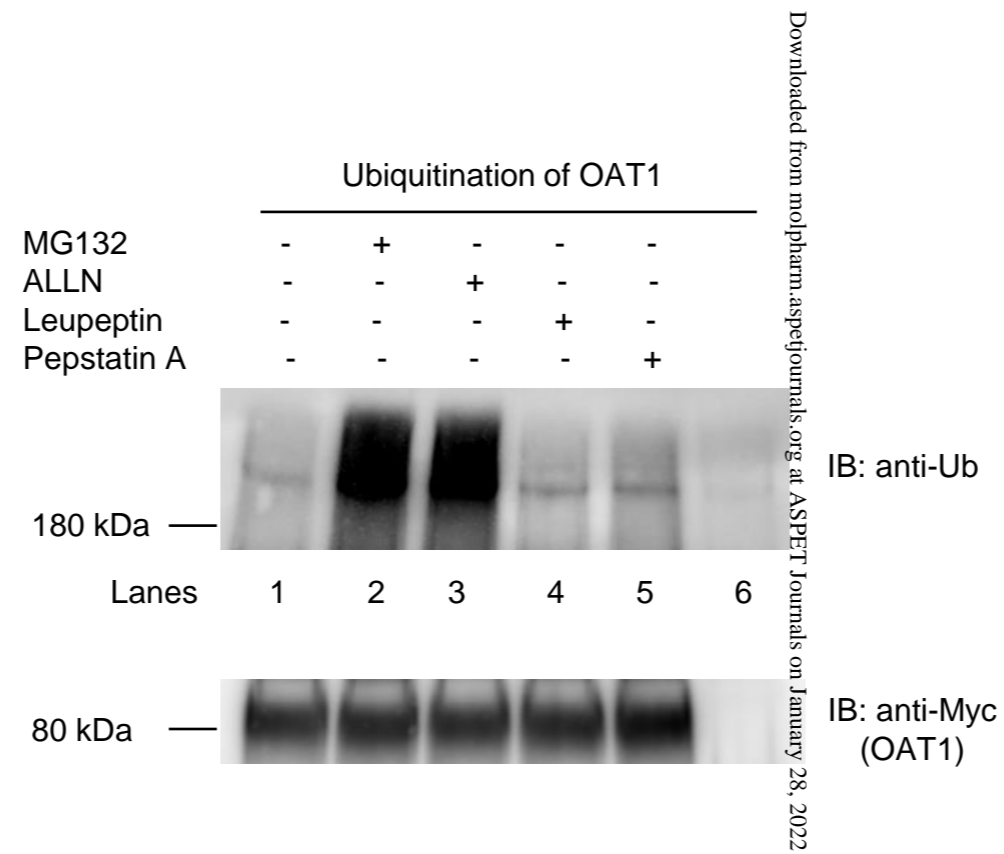 Ubiquitination of OAT1
MG132 - + - - -
ALLN - - + - -
Leupeptin - - - + -
Pepstatin A - - - - +
IB: anti-Ub
180 kDa
Lanes 1 2 3 4 5 6
80 kDa
IB: anti-Myc
(OAT1)
Downloaded from molpharm.aspetjournals.org at ASPET Journals on January 28, 2022